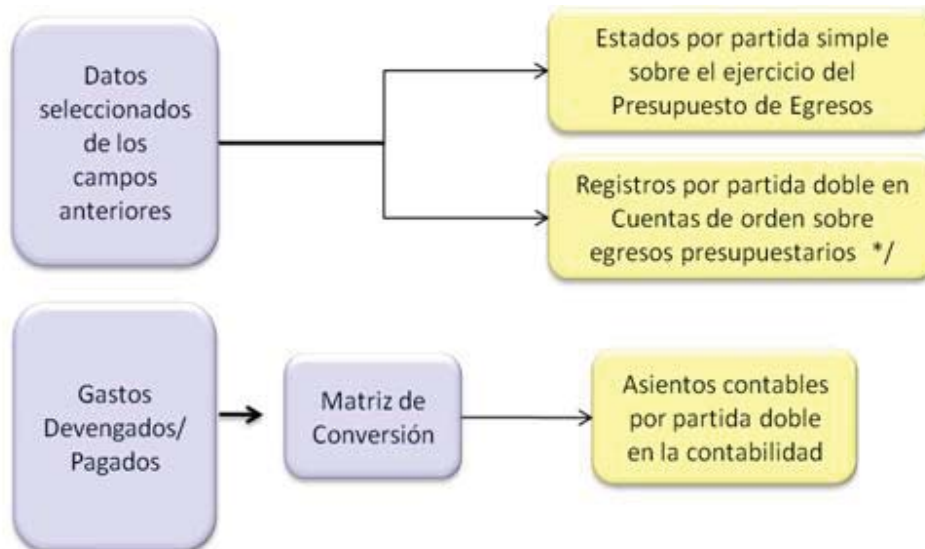 Datos
seleccionados
de los
campos
anteriores
Estados por partida simple
sobre el ejercicio del
Presupuesto de Egresos
Registros por partida doble en
Cuentas de orden sobre
egresos presupuestarios */
Gastos
Devengados/
Pagados
Matriz de
Conversión
Asientos contables
por partida doble
en la contabilidad